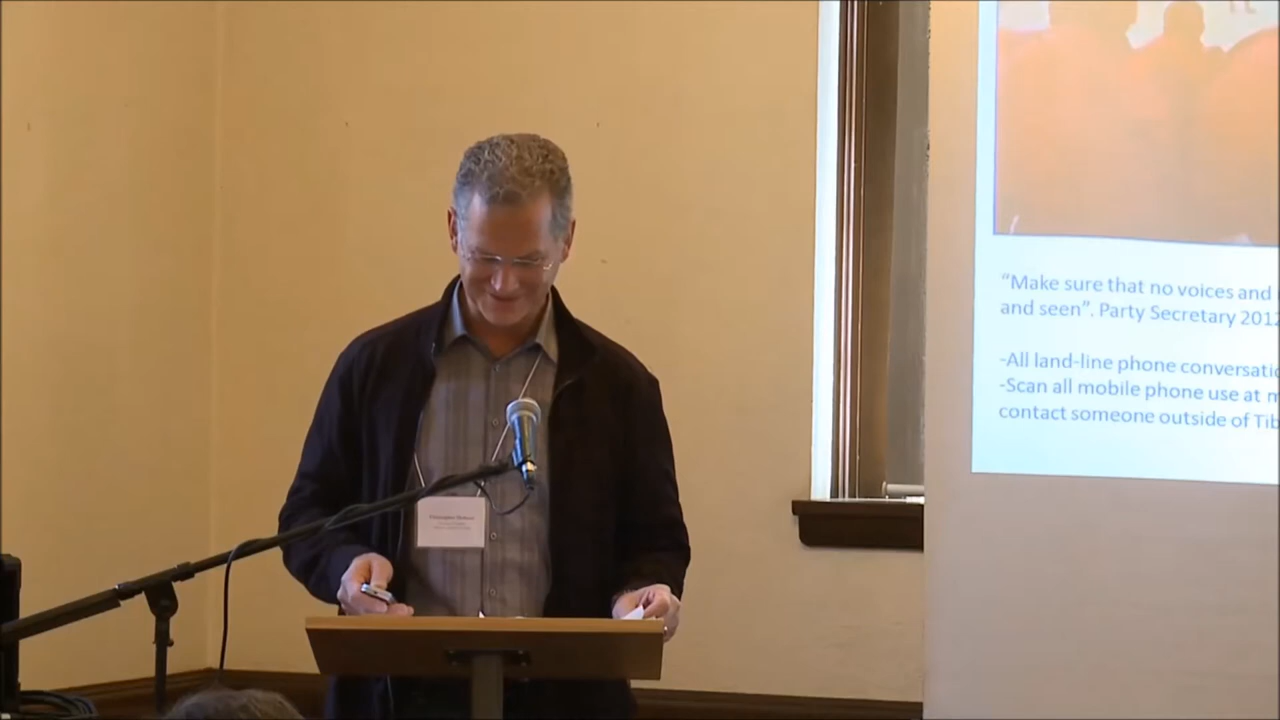 “Make sure that no voices and
and seen”. Party Secretary 2012
-All land-line phone conversatio
-Scan all mobile phone use at
contact someone outside of Tib